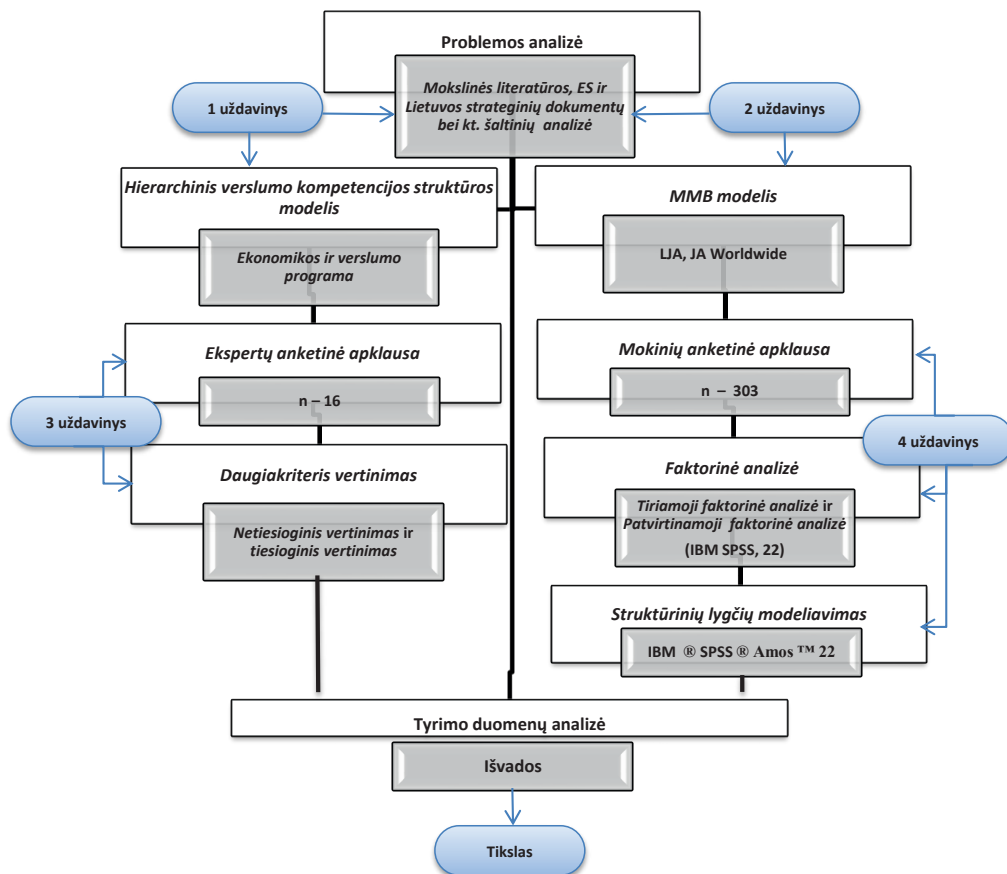 Problemos analizė
Mokslinės literatūros, ES ir
Lietuvos strateginių dokumentų
bei kt. šaltinių analizė
1 uždavinys
2 uždavinys
Hierarchinis verslumo kompetencijos struktūros
modelis
Ekonomikos ir verslumo
programa
MMB modelis
LJA, JA Worldwide
Ekspertų anketinė apklausa
n – 16
Mokinių anketinė apklausa
n – 303
3 uždavinys
4 uždavinys
Daugiakriteris vertinimas
Netiesioginis vertinimas ir
tiesioginis vertinimas
Faktorinė analizė
Tiriamoji faktorinė analizė ir
Patvirtinamoji faktorinė analizė
(IBM SPSS, 22)
Struktūrinių lygčių modeliavimas
IBM ® SPSS ® Amos ™ 22
Tyrimo duomenų analizė
Išvados
Tikslas